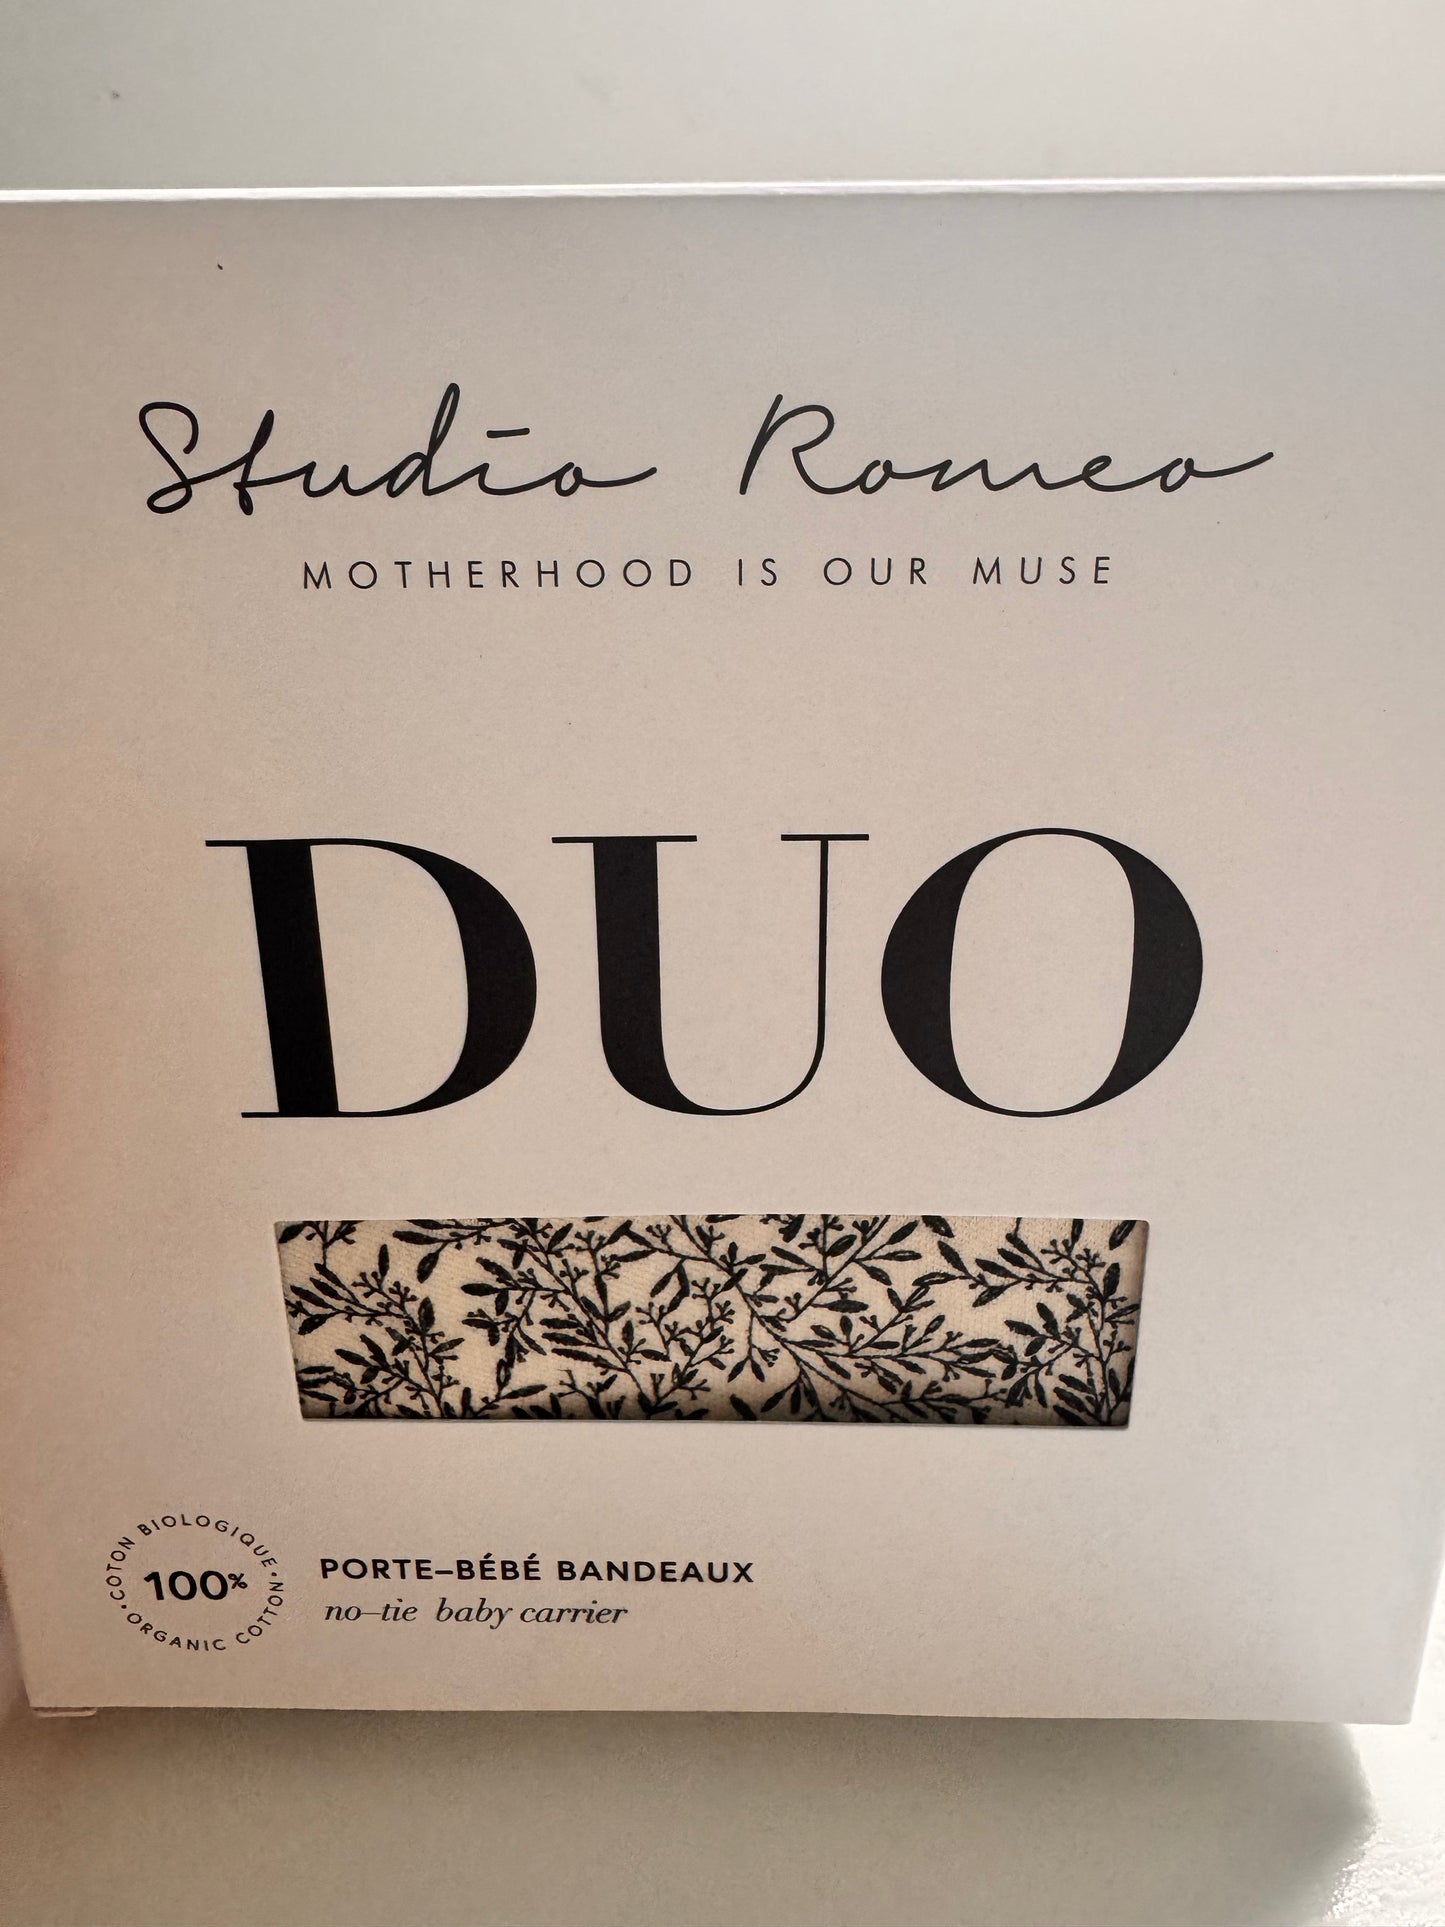 Studio Romeo
MOTHERHOOD IS OUR MUSE
DUO
COTON BIOLOGIQUE • ORGANIC COTTON •
100%
PORTE–BÉBÉ BANDEAUX
no–tie baby carrier